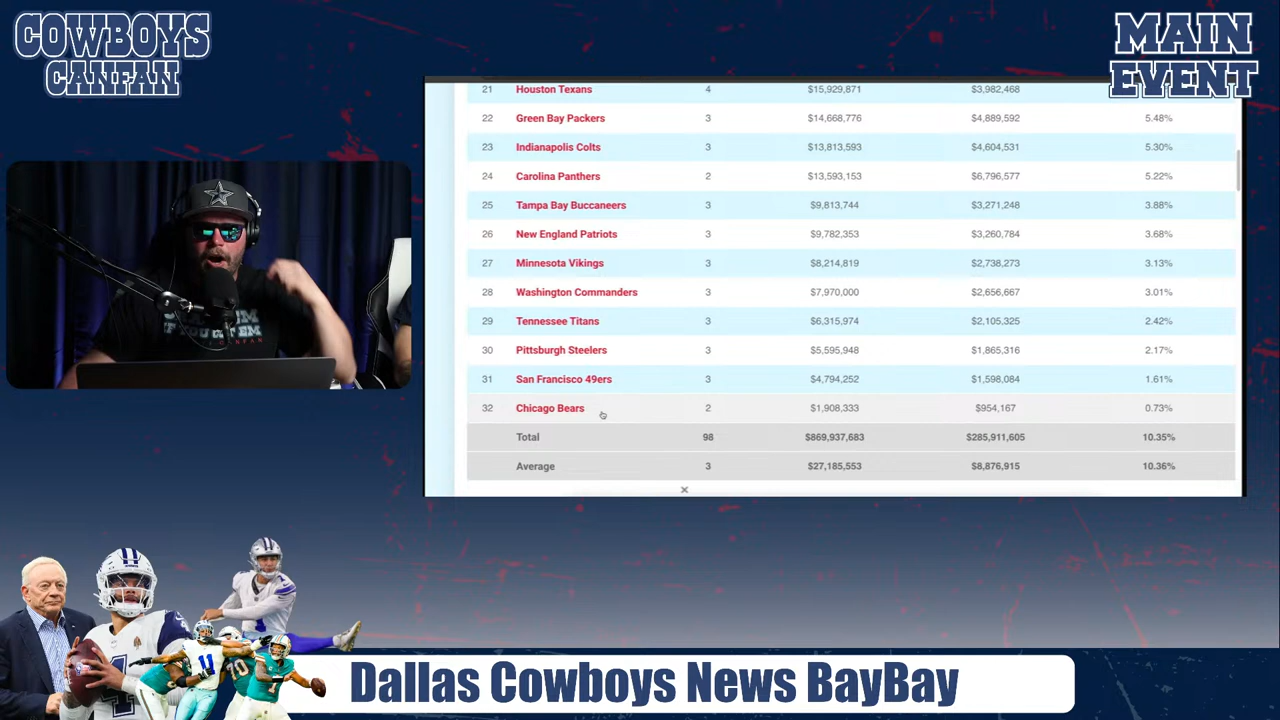 COWBOYS
CANFAN
MAIN
EVENT
21 Houston Texans 4 $15,929,871 $3,982,468
22 Green Bay Packers 3 $14,668,776 $4,889,592 5.48%
23 Indianapolis Colts 3 $13,813,593 $4,604,531 5.30%
24 Carolina Panthers 2 $13,593,153 $6,796,577 5.22%
25 Tampa Bay Buccaneers 3 $9,813,744 $3,271,248 3.88%
26 New England Patriots 3 $9,782,353 $3,260,784 3.68%
27 Minnesota Vikings 3 $8,214,819 $2,738,273 3.13%
28 Washington Commanders 3 $7,970,000 $2,656,667 3.01%
29 Tennessee Titans 3 $6,315,974 $2,105,325 2.42%
30 Pittsburgh Steelers 3 $5,595,948 $1,865,316 2.17%
31 San Francisco 49ers 3 $4,794,252 $1,598,084 1.61%
32 Chicago Bears 2 $1,908,333 $954,167 0.73%
Total 98 $869,937,683 $285,911,605 10.35%
Average 3 $27,185,553 $8,876,915 10.36%
Dallas Cowboys News BayBay